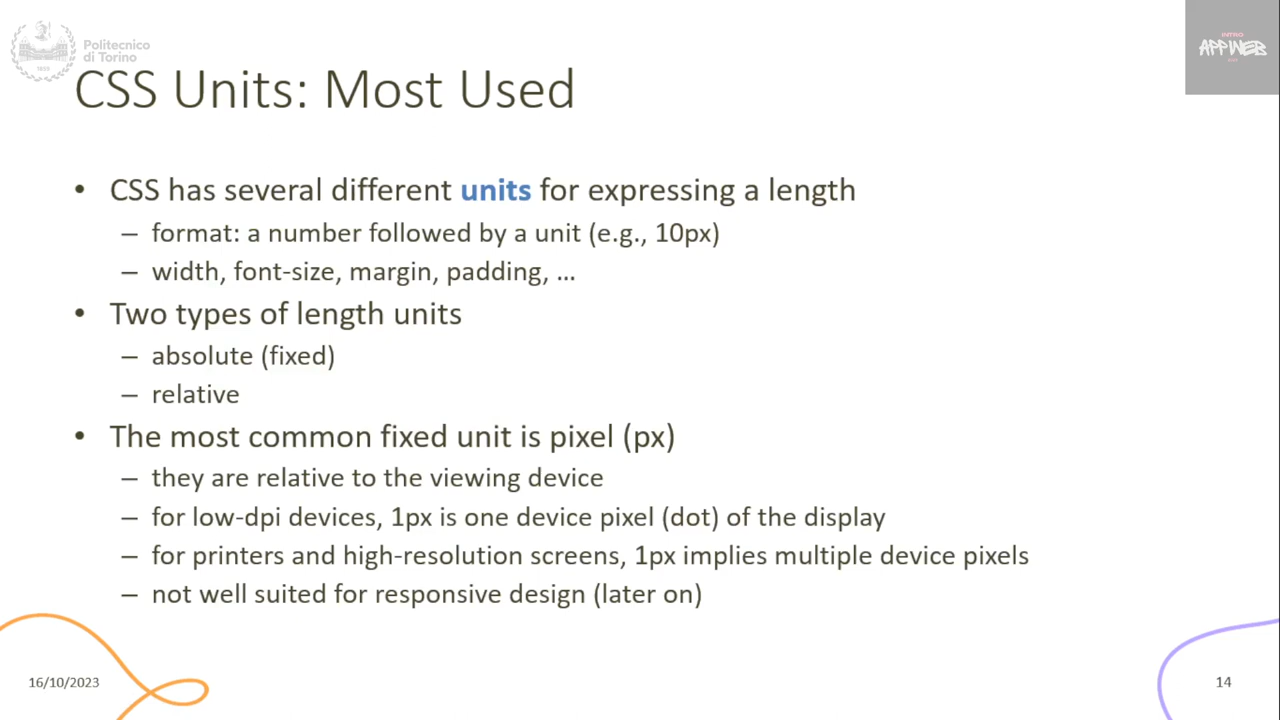 Politecnico
di Torino
1859
INTRO
APPWEB
2023
CSS Units: Most Used
• CSS has several different units for expressing a length
– format: a number followed by a unit (e.g., 10px)
– width, font-size, margin, padding, …
• Two types of length units
– absolute (fixed)
– relative
• The most common fixed unit is pixel (px)
– they are relative to the viewing device
– for low-dpi devices, 1px is one device pixel (dot) of the display
– for printers and high-resolution screens, 1px implies multiple device pixels
– not well suited for responsive design (later on)
16/10/2023
14